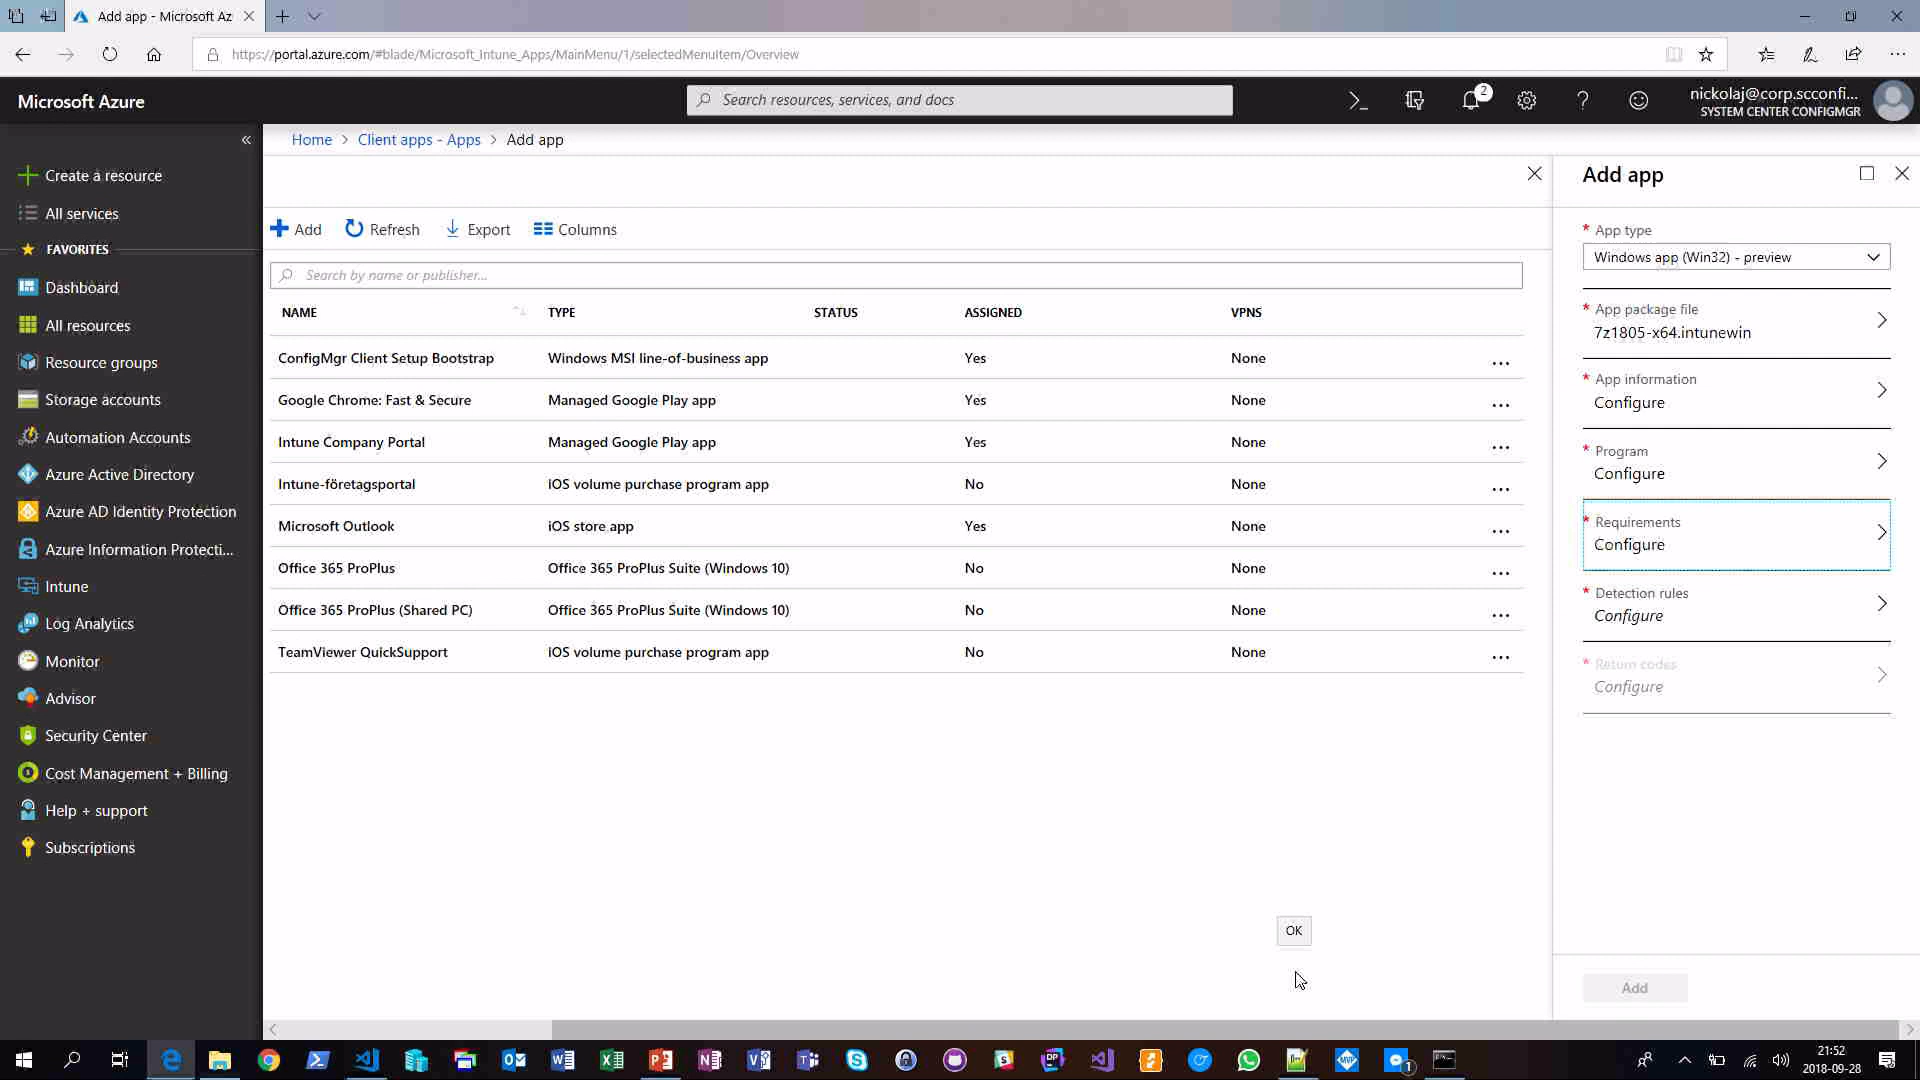 Add app - Microsoft Az
https://portal.azure.com/#blade/Microsoft_Intune_Apps/MainMenu/1/selectedMenuItem/Overview
Microsoft Azure
Search resources, services, and docs
2
nickolaj@corp.scconfi...
SYSTEM CENTER CONFIGMGR
Create a resource
All services
FAVORITES
Dashboard
All resources
Resource groups
Storage accounts
Automation Accounts
Azure Active Directory
Azure AD Identity Protection
Azure Information Protecti...
Intune
Log Analytics
Monitor
Advisor
Security Center
Cost Management + Billing
Help + support
Subscriptions
Home > Client apps - Apps > Add app
Add Refresh Export Columns
Search by name or publisher...
NAME TYPE STATUS ASSIGNED VPNS
ConfigMgr Client Setup Bootstrap Windows MSI line-of-business app Yes None ...
Google Chrome: Fast & Secure Managed Google Play app Yes None ...
Intune Company Portal Managed Google Play app Yes None ...
Intune-företagsportal iOS volume purchase program app No None ...
Microsoft Outlook iOS store app Yes None ...
Office 365 ProPlus Office 365 ProPlus Suite (Windows 10) No None ...
Office 365 ProPlus (Shared PC) Office 365 ProPlus Suite (Windows 10) No None ...
TeamViewer QuickSupport iOS volume purchase program app No None ...
OK
Add app
* App type
Windows app (Win32) - preview
* App package file
7z1805-x64.intunewin
* App information
Configure
* Program
Configure
* Requirements
Configure
* Detection rules
Configure
* Return codes
Configure
Add
21:52
2018-09-28